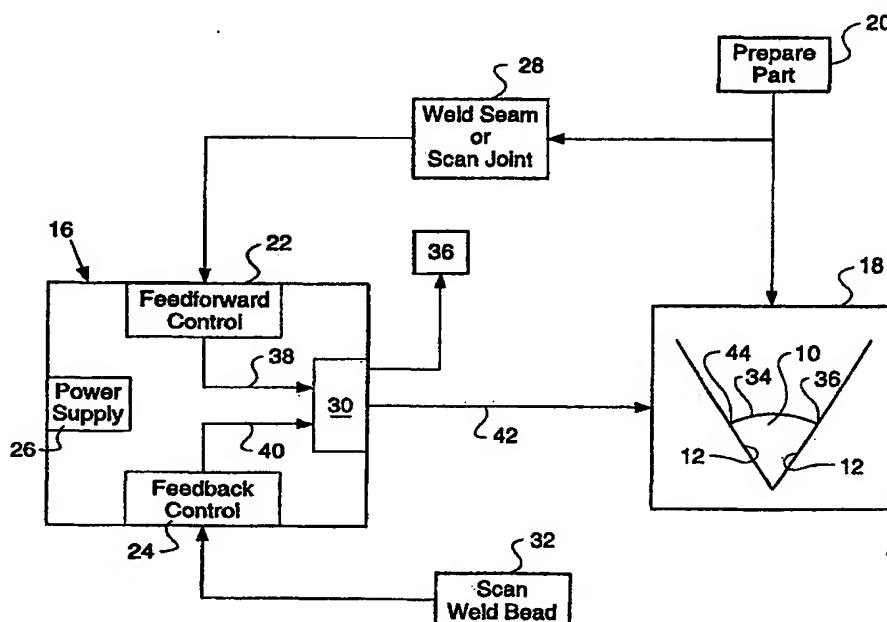 20
Prepare
Part
28
Weld Seam
or
Scan Joint
16
22
36
18
Feedforward
Control
38
Power
Supply
30
44
34
10
36
26
40
42
12
12
Feedback
Control
24
32
Scan
Weld Bead